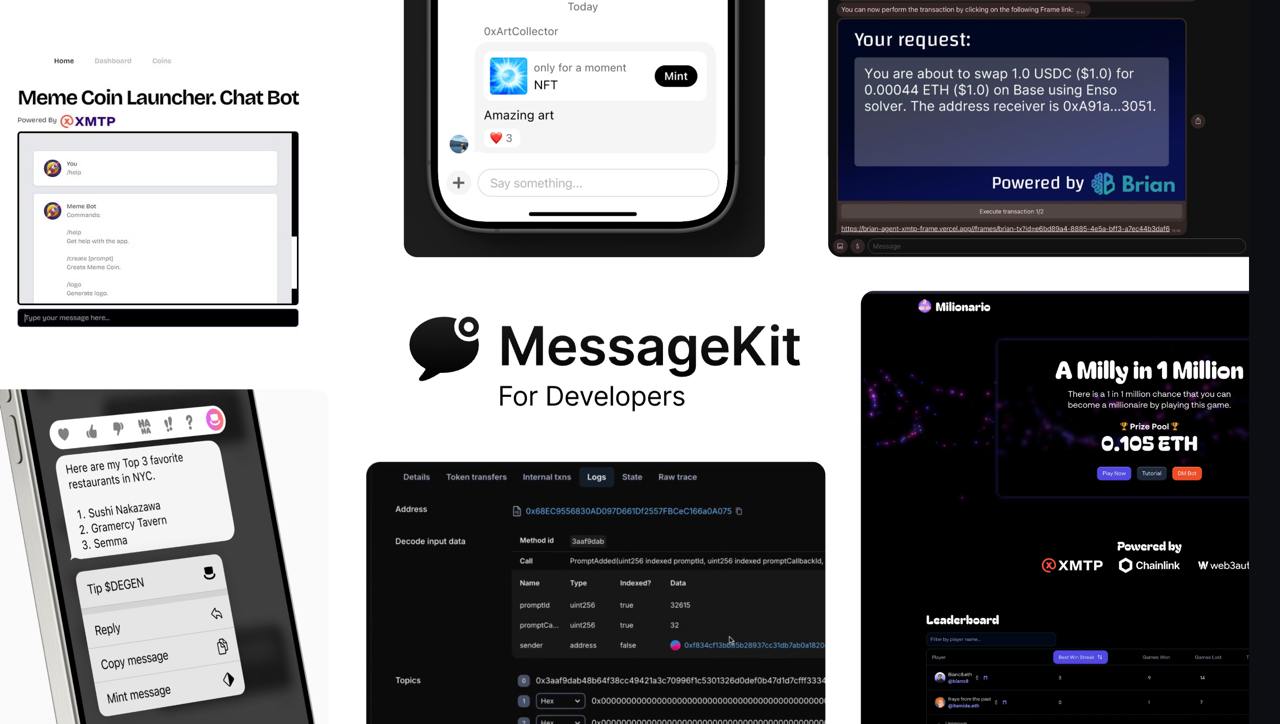 Home Dashboard Coins
Meme Coin Launcher. Chat Bot
Powered By XMTP
You
/help
Meme Bot
Commands:
/help
Get help with the app.
/create [prompt]
Create Meme Coin.
/logo
Generate logo.
Type your message here...
Today
0xArtCollector
only for a moment
NFT
Mint
Amazing art
❤️ 3
Say something...
You can now perform the transaction by clicking on the following Frame link:
Your request:
You are about to swap 1.0 USDC ($1.0) for
0.00044 ETH ($1.0) on Base using Enso
solver. The address receiver is 0xA91a...3051.
Powered by Brian
Execute transaction 1/2
https://brian-agent-xmtp-frame.vercel.app//frames/brian-tx?id=e6bd89a4-8885-4e5a-bff3-a7ec44b3daf6
Message
MessageKit
For Developers
HA HA
!!
?
Here are my Top 3 favorite
restaurants in NYC.
1. Sushi Nakazawa
2. Gramercy Tavern
3. Semma
Tip $DEGEN
Reply
Copy message
Mint message
Details Token transfers Internal txns Logs State Raw trace
Address 0x68EC9556830AD097D661Df2557FBCeC166a0A075
Decode input data Method id 3aaf9dab
Call PromptAdded(uint256 indexed promptId, uint256 indexed promptCallbackId,
Name Type Indexed? Data
promptId uint256 true 32615
promptCa... uint256 true 32
sender address false
Topics 0 0x3aaf9dab48b64f38cc49421a3c70996f1c5301326d0def0b47d1d7cfff3334
1 Hex
Hex
Milionario
A Milly in 1 Million
There is a 1 in 1 million chance that you can
become a millionaire by playing this game.
🏆 Prize Pool 🏆
0.105 ETH
Play Now Tutorial DM Bot
Powered by
XMTP Chainlink web3aut
Leaderboard
Filter by player name...
Player Best Win Streak Games Won Games Lost
3 9 14
@bianc8
fraye from the past 3 1 7